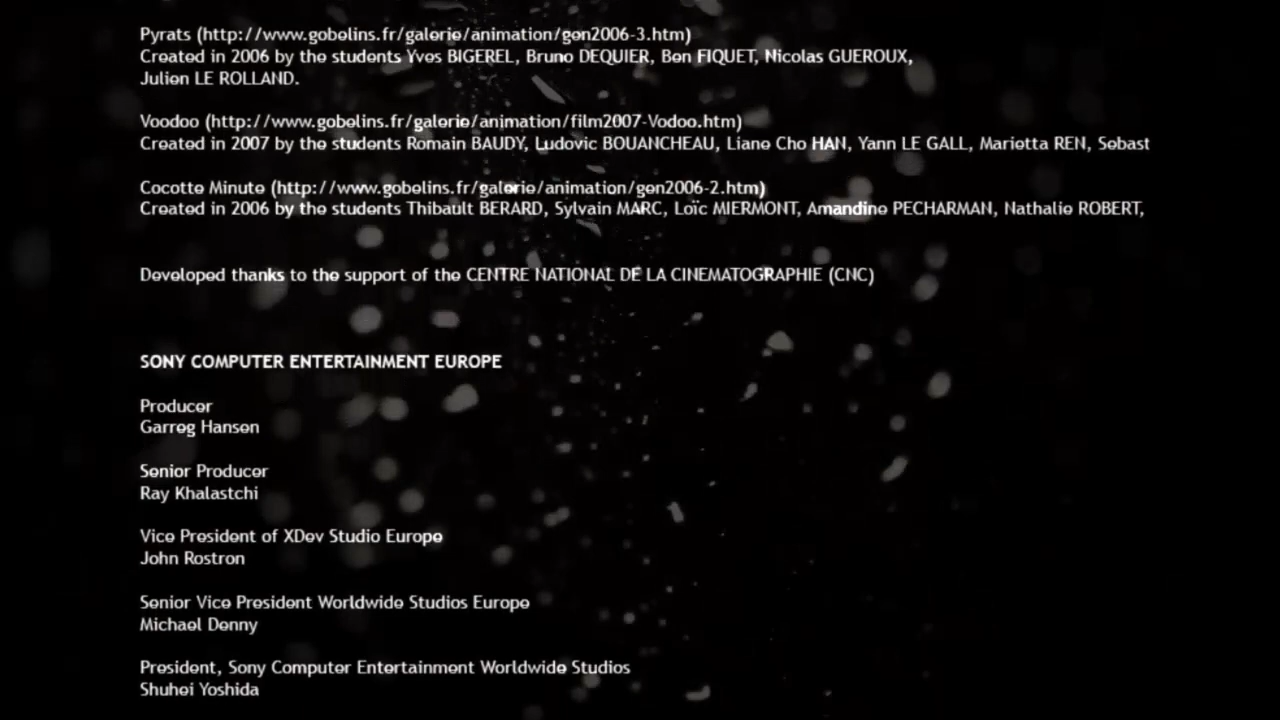 Pyrats (http://www.gobelins.fr/galerie/animation/gen2006-3.htm)
Created in 2006 by the students Yves BIGEREL, Bruno DEQUIER, Ben FIQUET, Nicolas GUEROUX,
Julien LE ROLLAND.
Voodoo (http://www.gobelins.fr/galerie/animation/film2007-Vodoo.htm)
Created in 2007 by the students Romain BAUDY, Ludovic BOUANCHEAU, Liane Cho HAN, Yann LE GALL, Marietta REN, Sebast
Cocotte Minute (http://www.gobelins.fr/galerie/animation/gen2006-2.htm)
Created in 2006 by the students Thibault BERARD, Sylvain MARC, Loïc MIERMONT, Amandine PECHARMAN, Nathalie ROBERT,
Developed thanks to the support of the CENTRE NATIONAL DE LA CINEMATOGRAPHIE (CNC)
SONY COMPUTER ENTERTAINMENT EUROPE
Producer
Garreg Hansen
Senior Producer
Ray Khalastchi
Vice President of XDev Studio Europe
John Rostron
Senior Vice President Worldwide Studios Europe
Michael Denny
President, Sony Computer Entertainment Worldwide Studios
Shuhei Yoshida